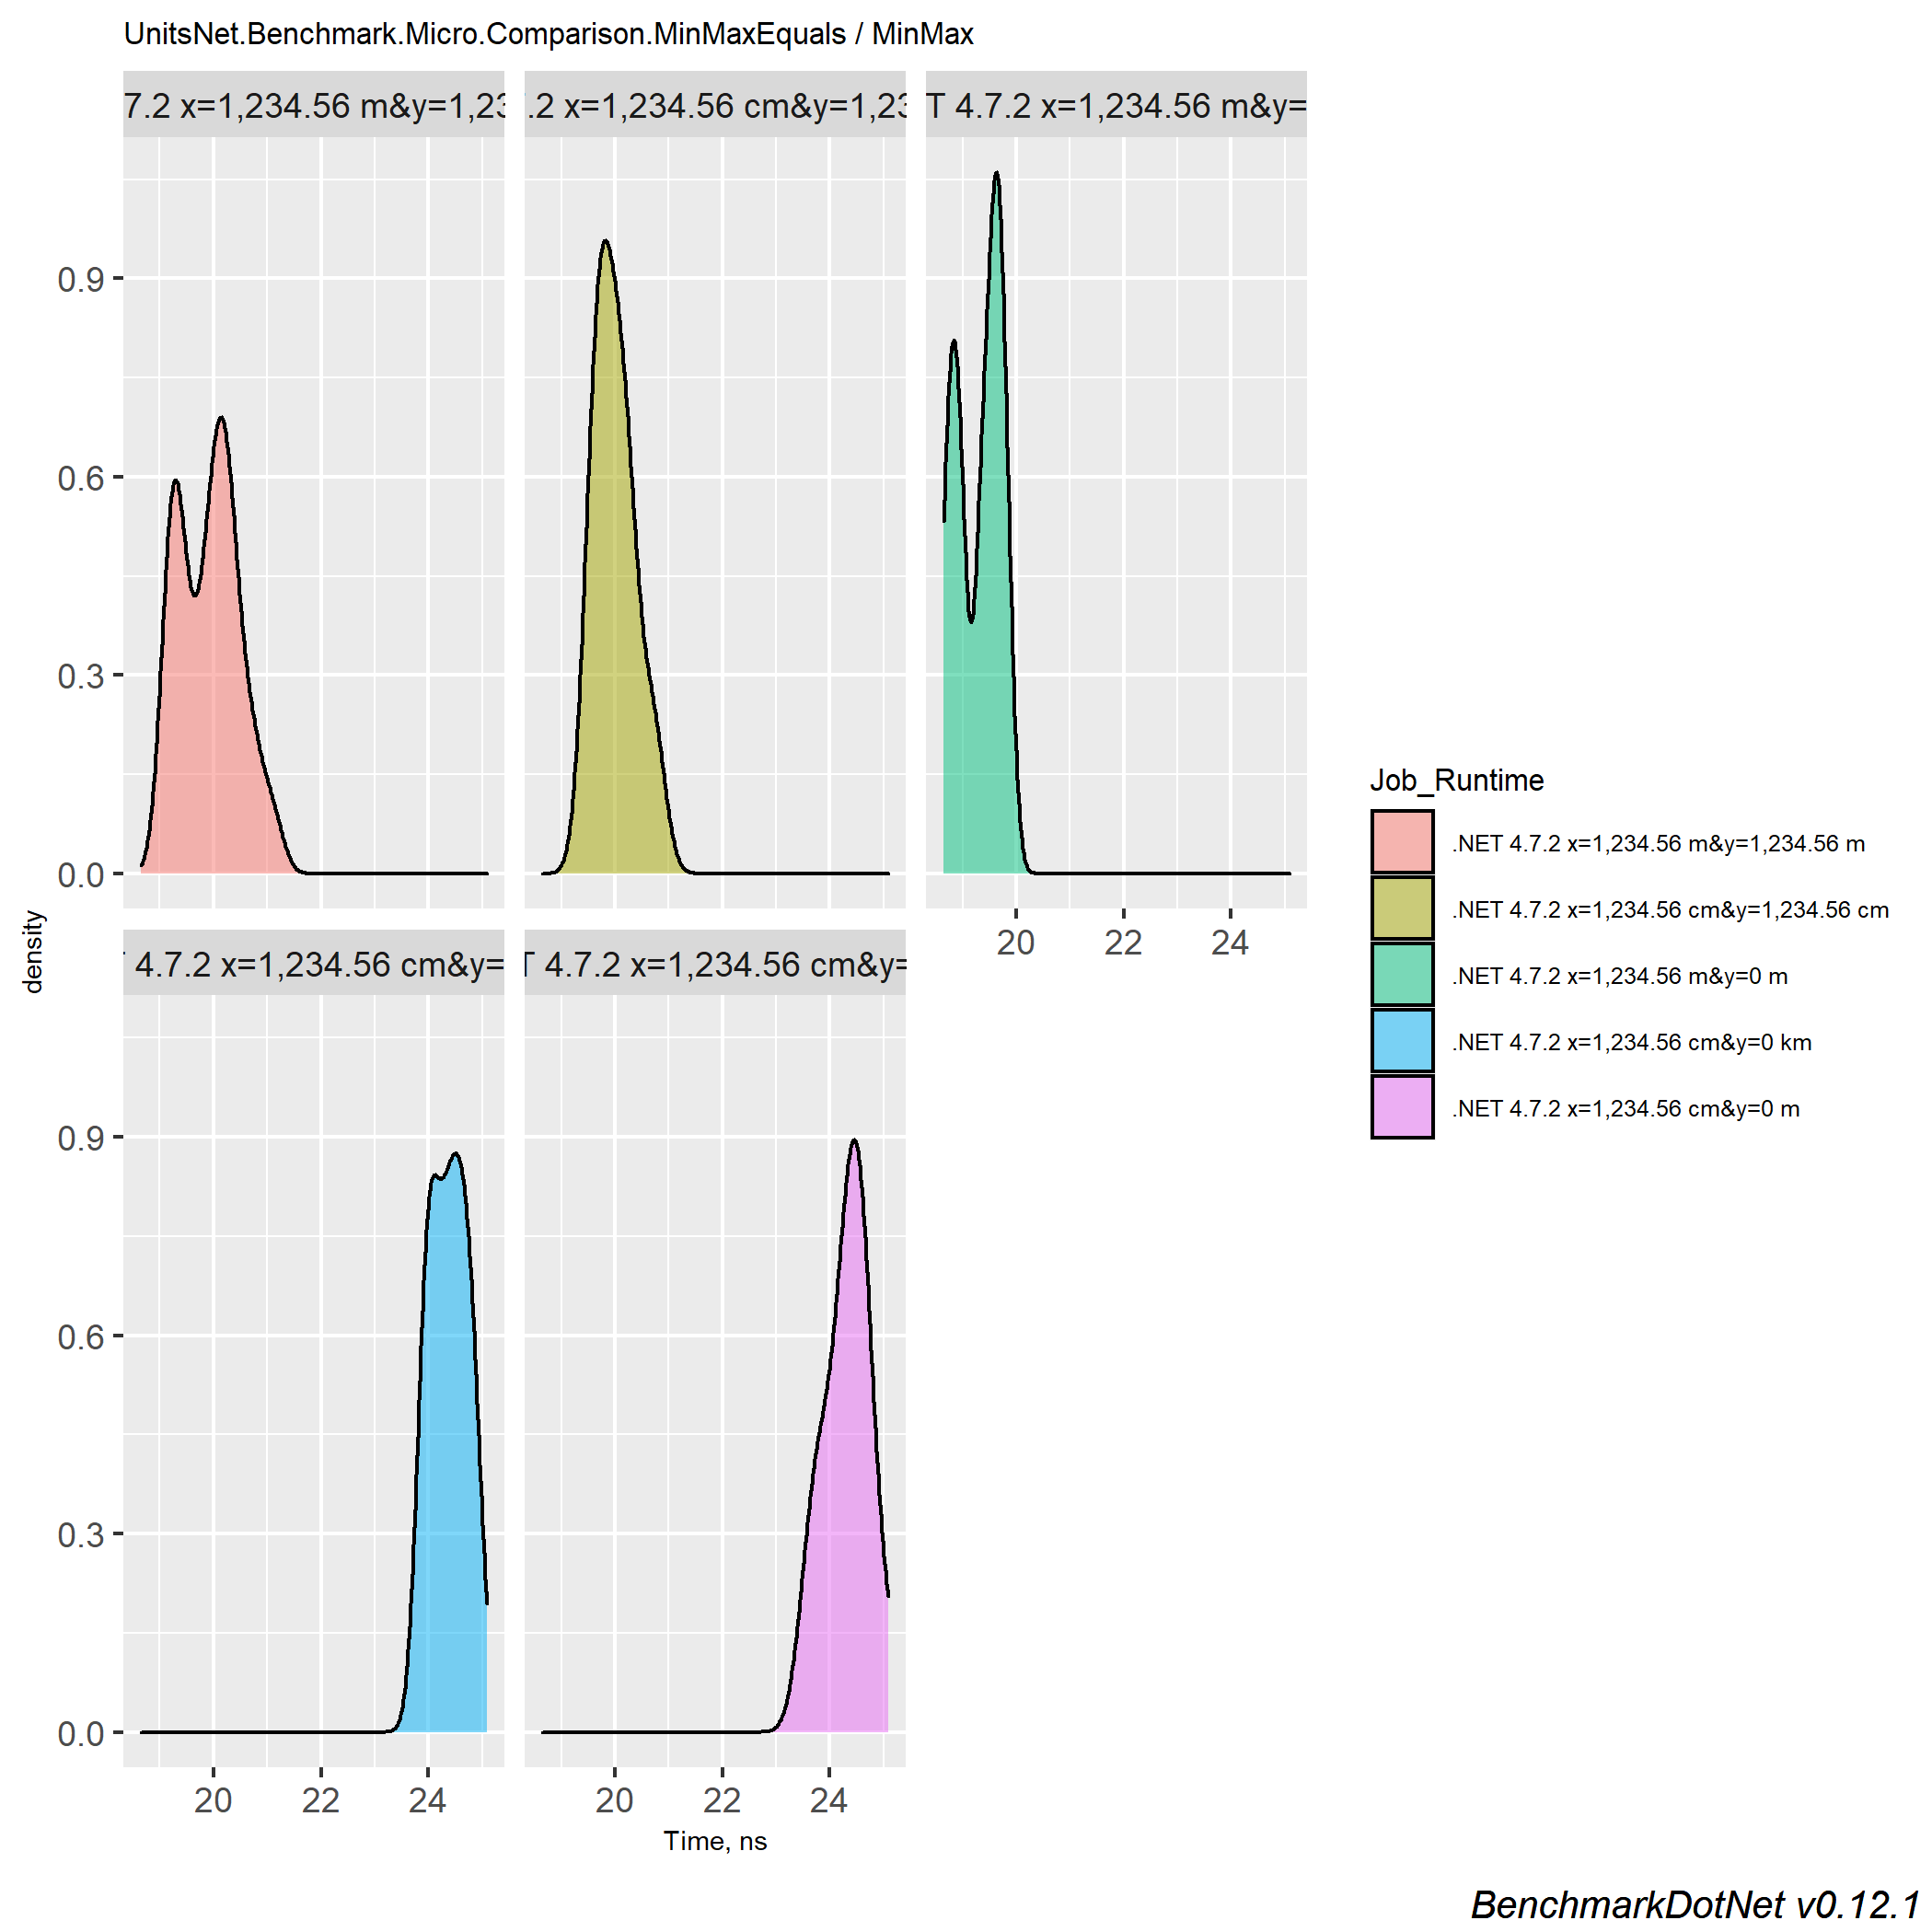 UnitsNet.Benchmark.Micro.Comparison.MinMaxEquals / MinMax
7.2 x=1,234.56 m&y=1,23
.2 x=1,234.56 cm&y=1,23
T 4.7.2 x=1,234.56 m&y=
0.9
0.6
0.3
0.0
20 22 24
density
4.7.2 x=1,234.56 cm&y=
T 4.7.2 x=1,234.56 cm&y=
0.9
0.6
0.3
0.0
20 22 24
20 22 24
Time, ns
Job_Runtime
.NET 4.7.2 x=1,234.56 m&y=1,234.56 m
.NET 4.7.2 x=1,234.56 cm&y=1,234.56 cm
.NET 4.7.2 x=1,234.56 m&y=0 m
.NET 4.7.2 x=1,234.56 cm&y=0 km
.NET 4.7.2 x=1,234.56 cm&y=0 m
BenchmarkDotNet v0.12.1